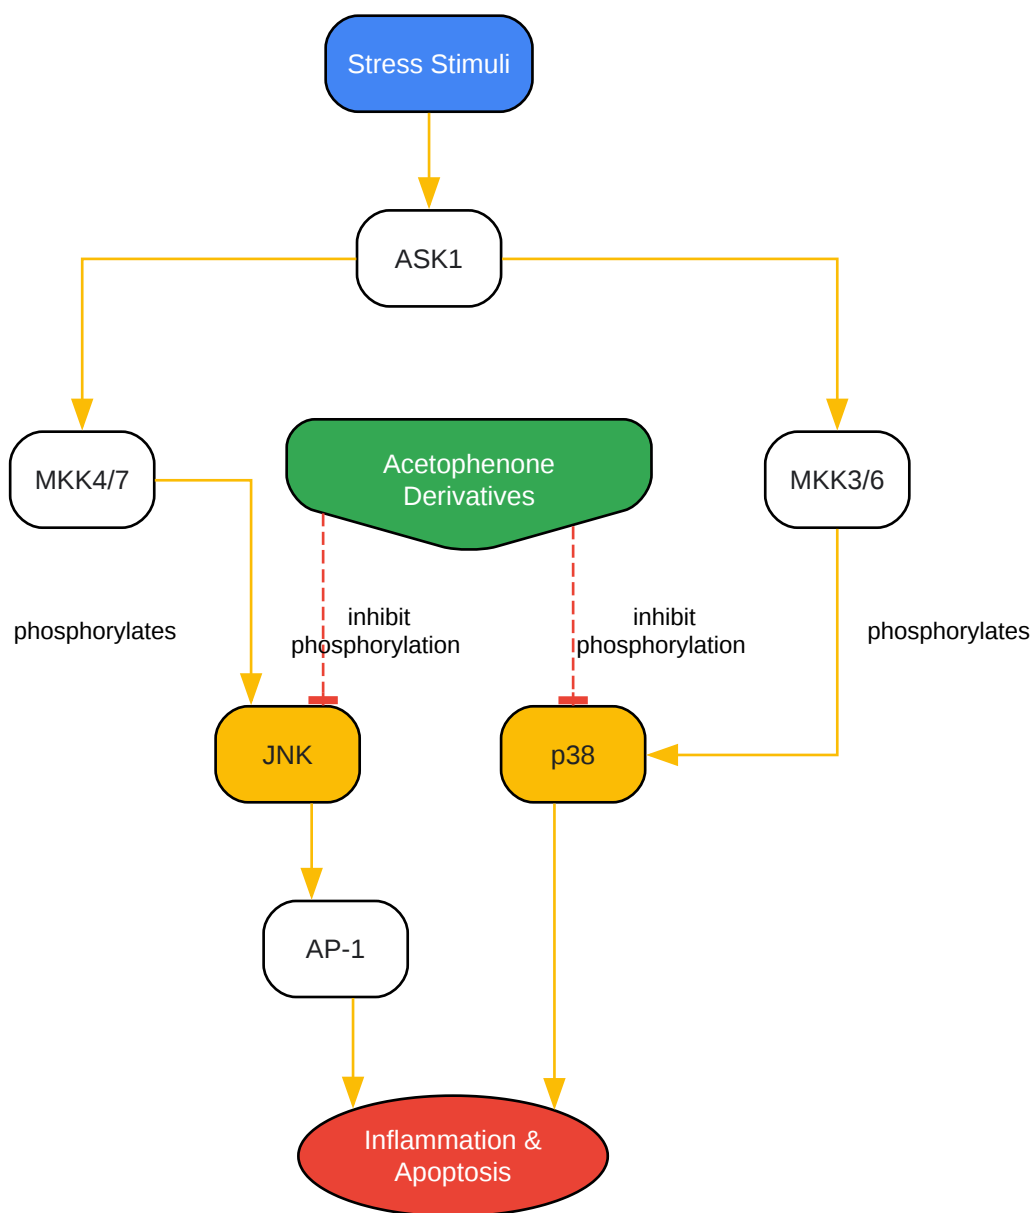 Stress Stimuli
ASK1
MKK4/7
Acetophenone
Derivatives
MKK3/6
phosphorylates
inhibit
phosphorylation
inhibit
phosphorylation
phosphorylates
JNK
p38
AP-1
Inflammation &
Apoptosis